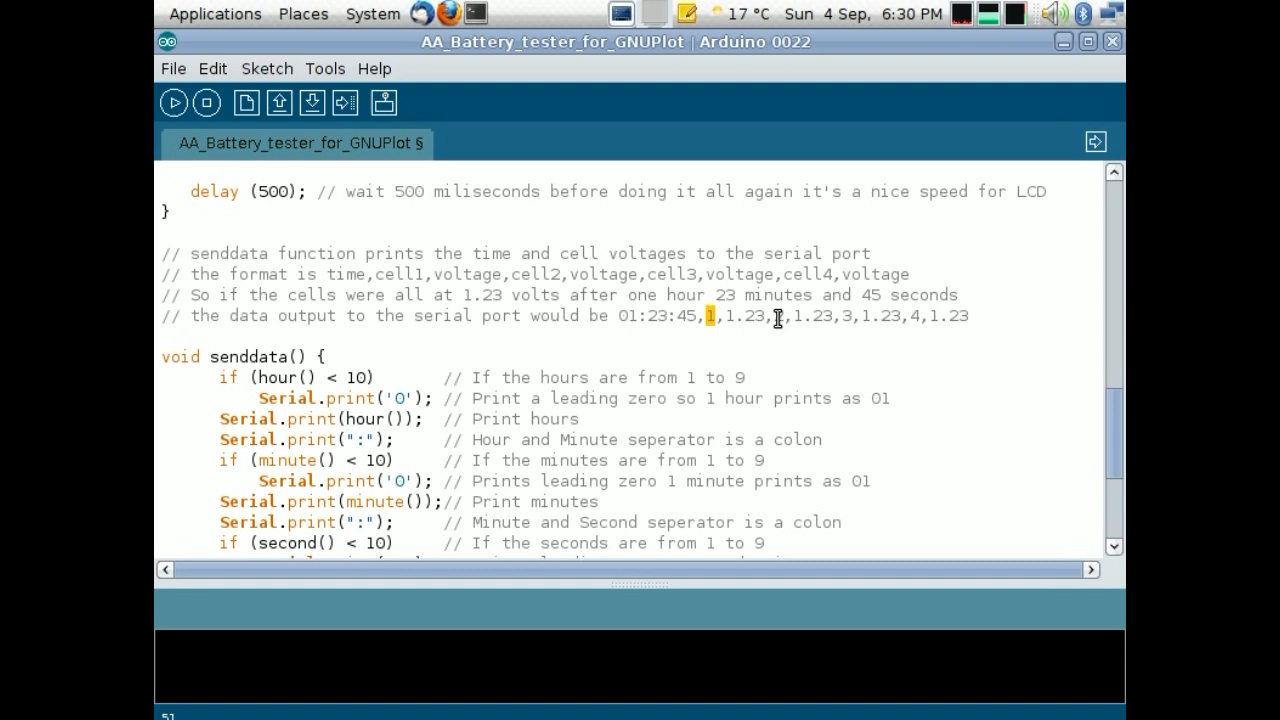 Applications Places System 17 °C Sun 4 Sep, 6:30 PM
AA_Battery_tester_for_GNUPlot | Arduino 0022
File Edit Sketch Tools Help
AA_Battery_tester_for_GNUPlot §
delay (500); // wait 500 miliseconds before doing it all again it's a nice speed for LCD
}
// senddata function prints the time and cell voltages to the serial port
// the format is time,cell1,voltage,cell2,voltage,cell3,voltage,cell4,voltage
// So if the cells were all at 1.23 volts after one hour 23 minutes and 45 seconds
// the data output to the serial port would be 01:23:45,1,1.23,2,1.23,3,1.23,4,1.23
void senddata() {
if (hour() < 10) // If the hours are from 1 to 9
Serial.print('0'); // Print a leading zero so 1 hour prints as 01
Serial.print(hour()); // Print hours
Serial.print(":"); // Hour and Minute seperator is a colon
if (minute() < 10) // If the minutes are from 1 to 9
Serial.print('0'); // Prints leading zero 1 minute prints as 01
Serial.print(minute());// Print minutes
Serial.print(":"); // Minute and Second seperator is a colon
if (second() < 10) // If the seconds are from 1 to 9
51